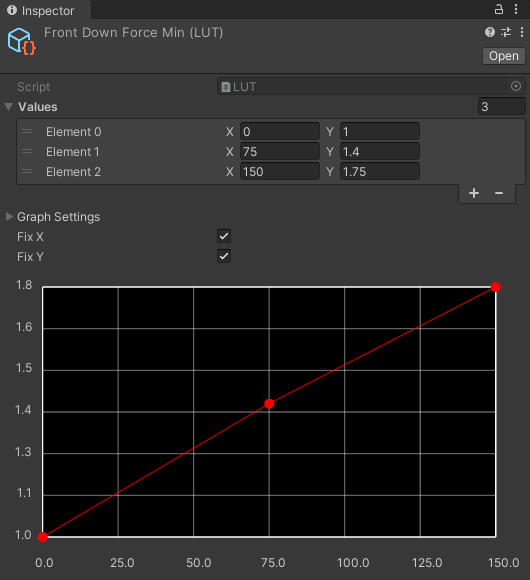 Inspector
Front Down Force Min (LUT)
Open
Script LUT
Values 3
Element 0 X 0 Y 1
Element 1 X 75 Y 1.4
Element 2 X 150 Y 1.75
+ -
Graph Settings
Fix X
Fix Y
1.8
1.6
1.5
1.4
1.3
1.1
1.0
0.0 25.0 50.0 75.0 100.0 125.0 150.0